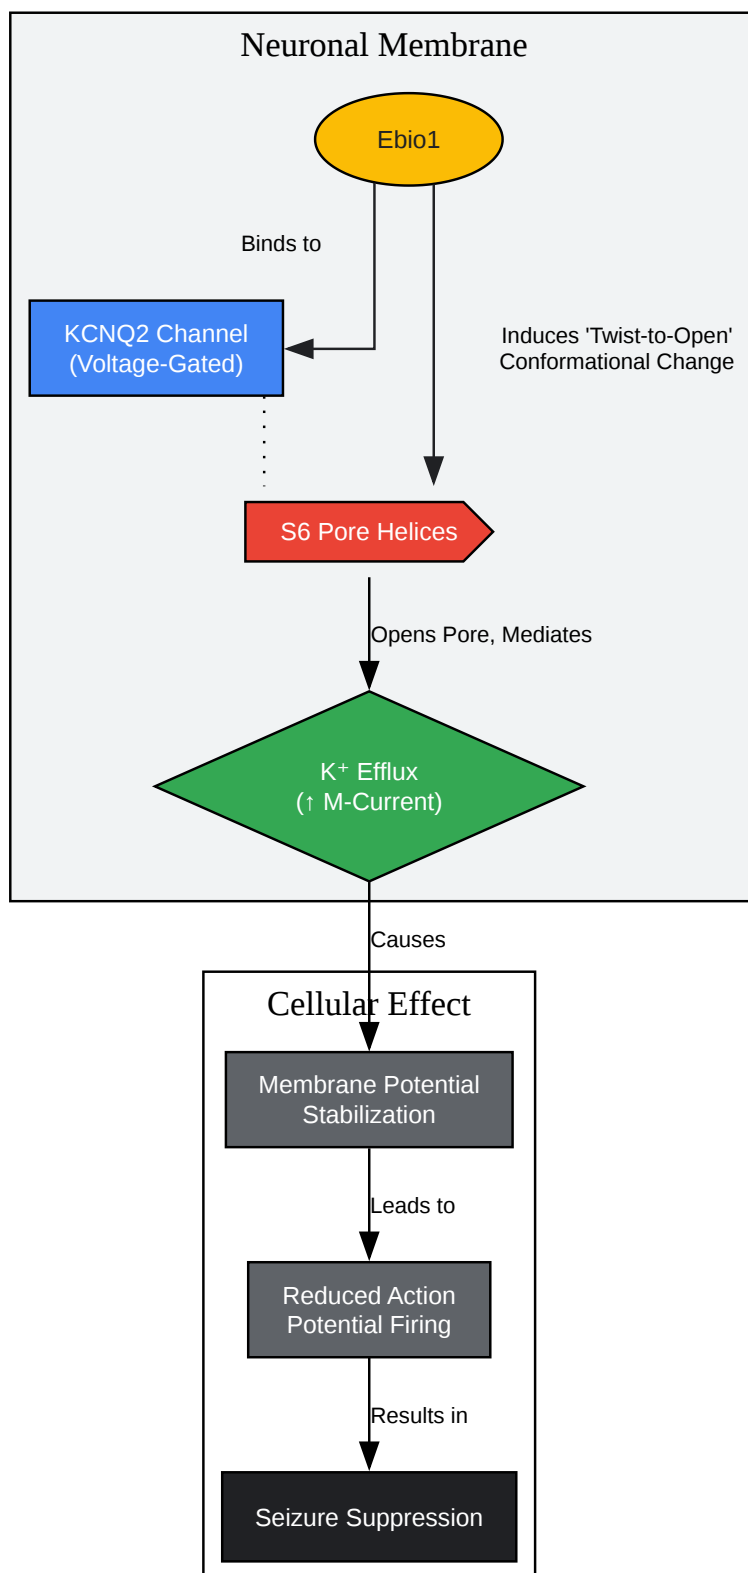 Neuronal Membrane
Ebio1
Binds to
KCNQ2 Channel
(Voltage-Gated)
Induces 'Twist-to-Open'
Conformational Change
S6 Pore Helices
Opens Pore, Mediates
K⁺ Efflux
(↑ M-Current)
Causes
Cellular Effect
Membrane Potential
Stabilization
Leads to
Reduced Action
Potential Firing
Results in
Seizure Suppression